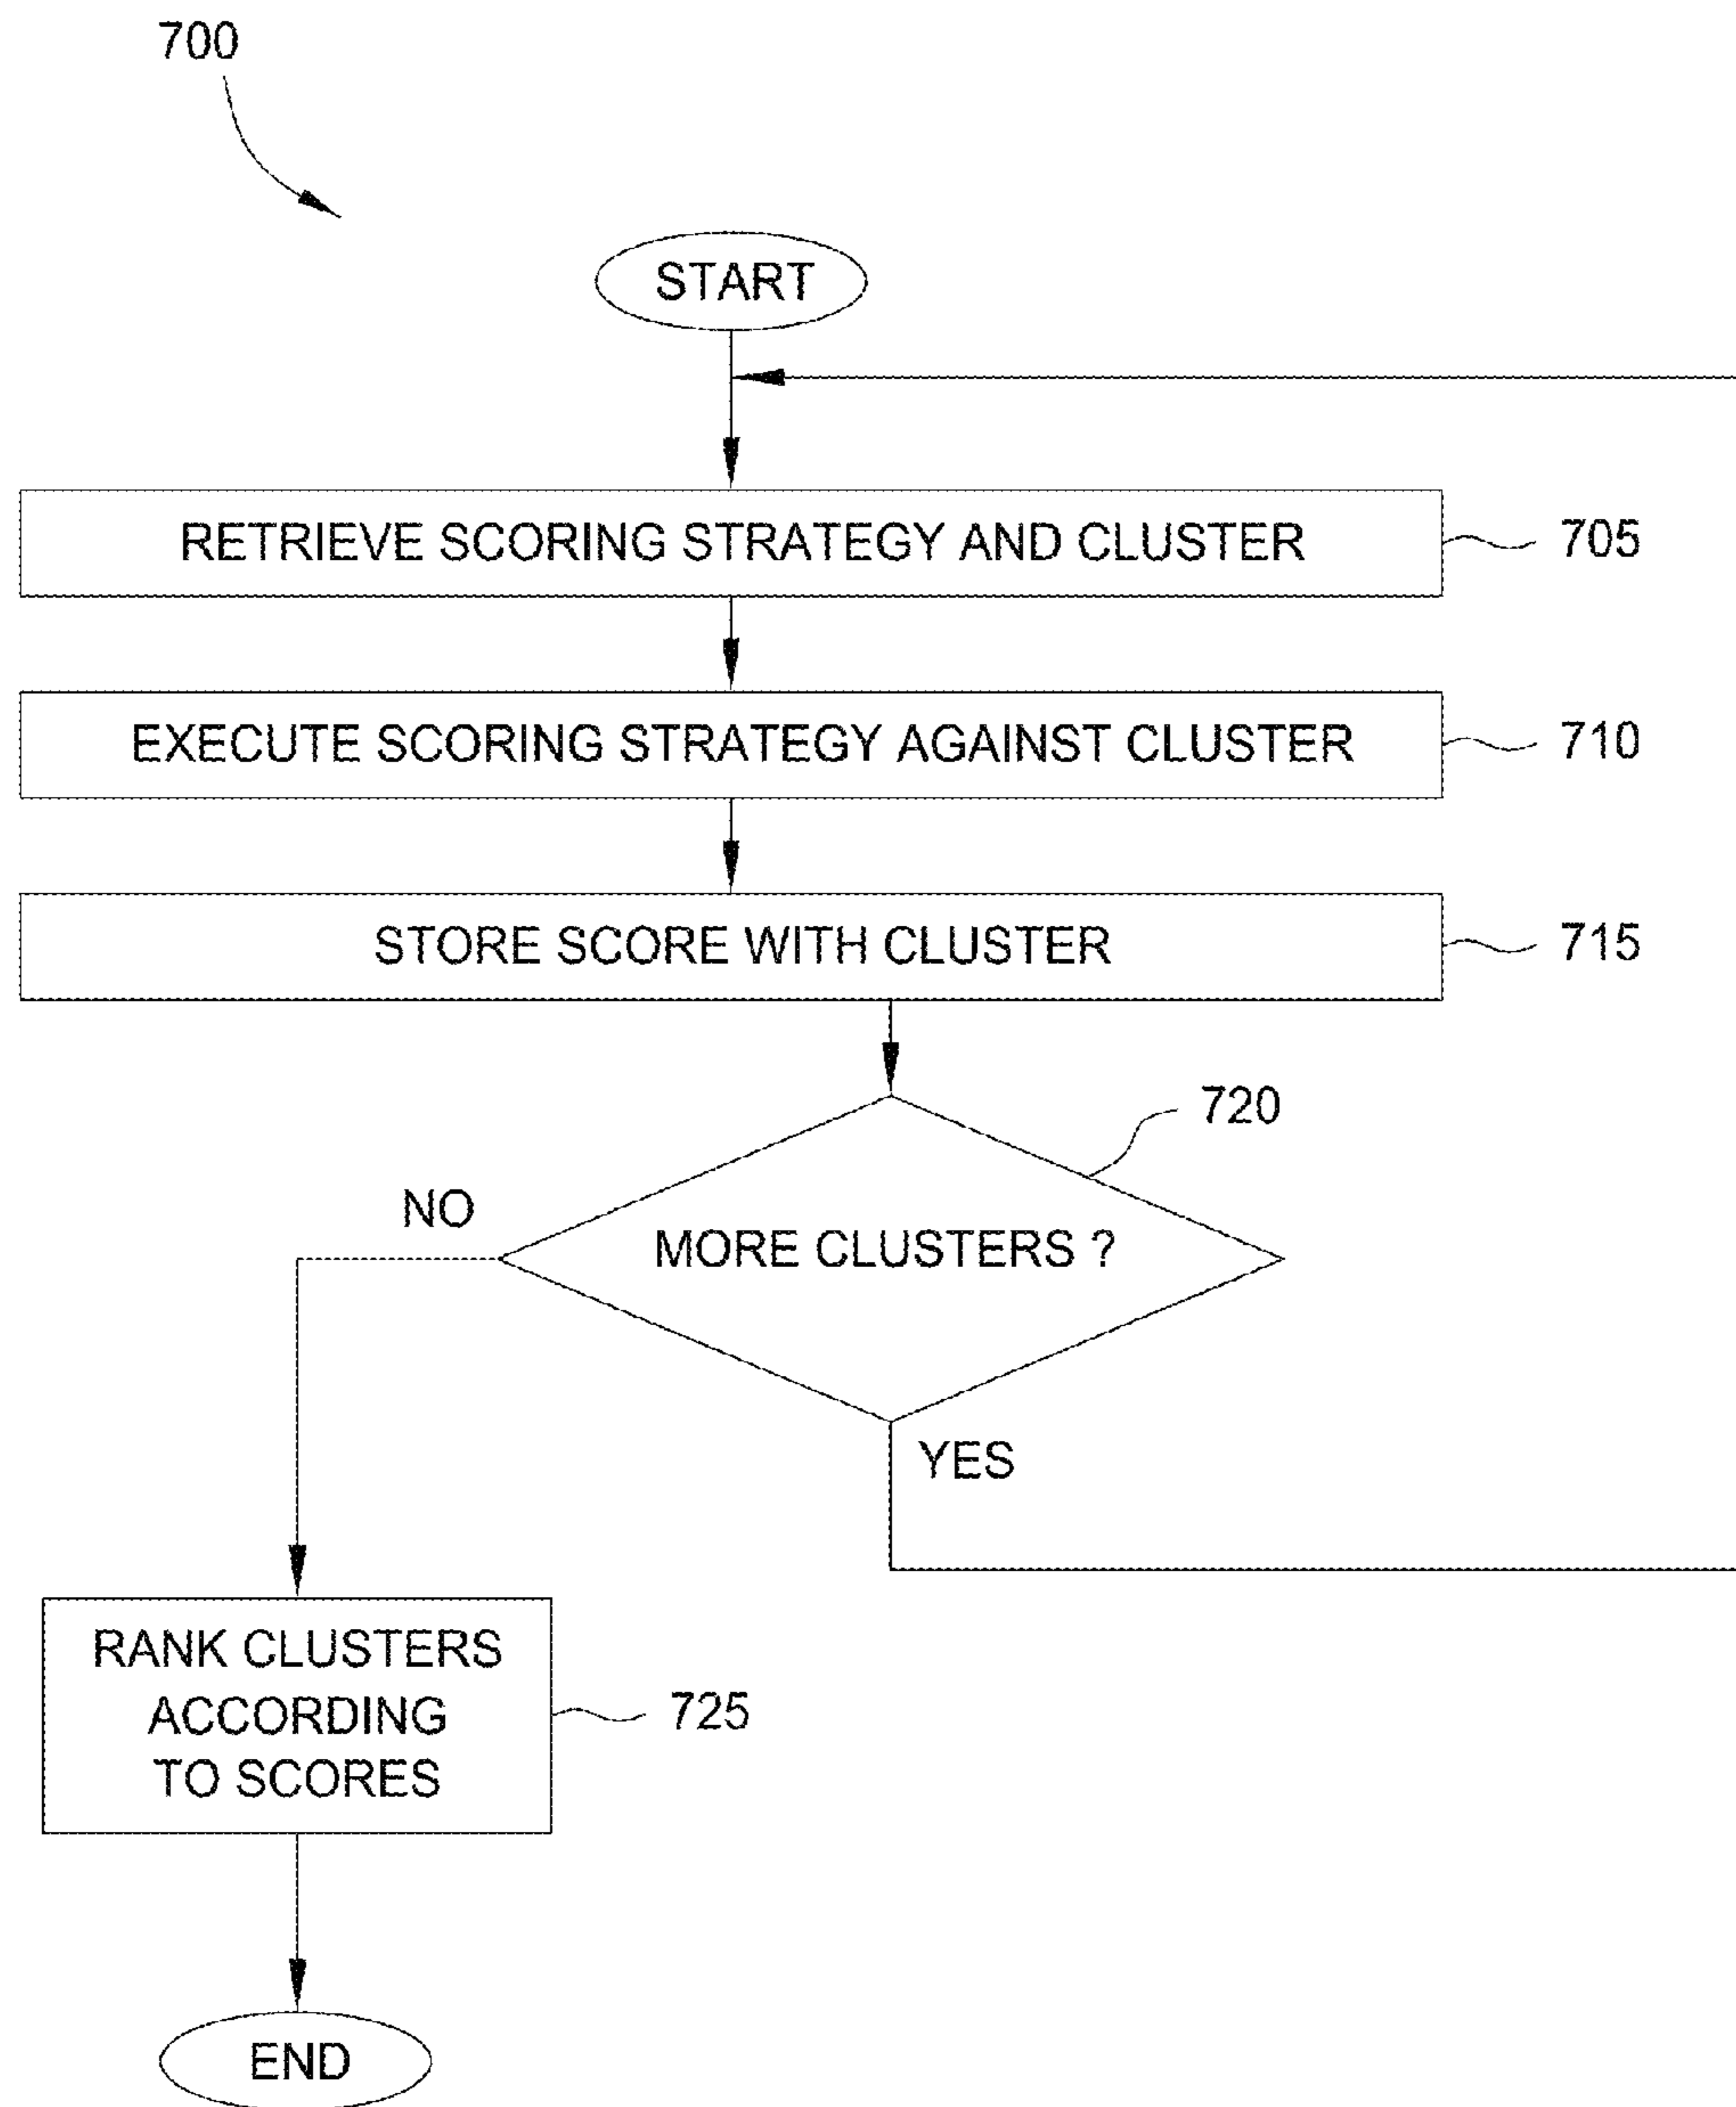 700
START
RETRIEVE SCORING STRATEGY AND CLUSTER
705
EXECUTE SCORING STRATEGY AGAINST CLUSTER
710
STORE SCORE WITH CLUSTER
715
720
NO
MORE CLUSTERS ?
YES
RANK CLUSTERS
ACCORDING
TO SCORES
725
END